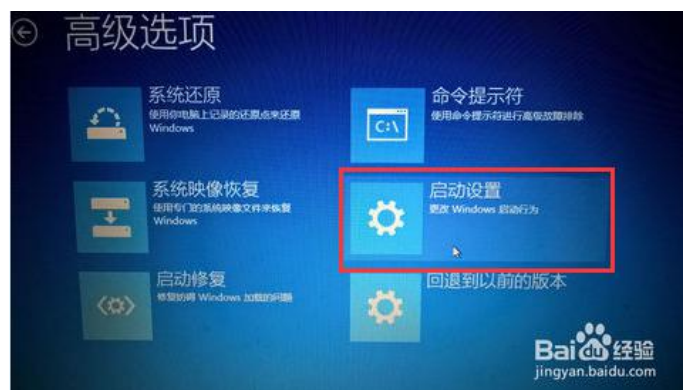 高级选项
系统还原
使用你电脑上记录的还原点来还原
Windows
命令提示符
使用命令提示符进行高级故障排除
C:\
系统映像恢复
使用专门的系统映像文件来恢复
Windows
启动设置
更改 Windows 启动行为
启动修复
修复妨碍 Windows 加载的问题
回退到以前的版本
Bai du 经验
jingyan.baidu.com